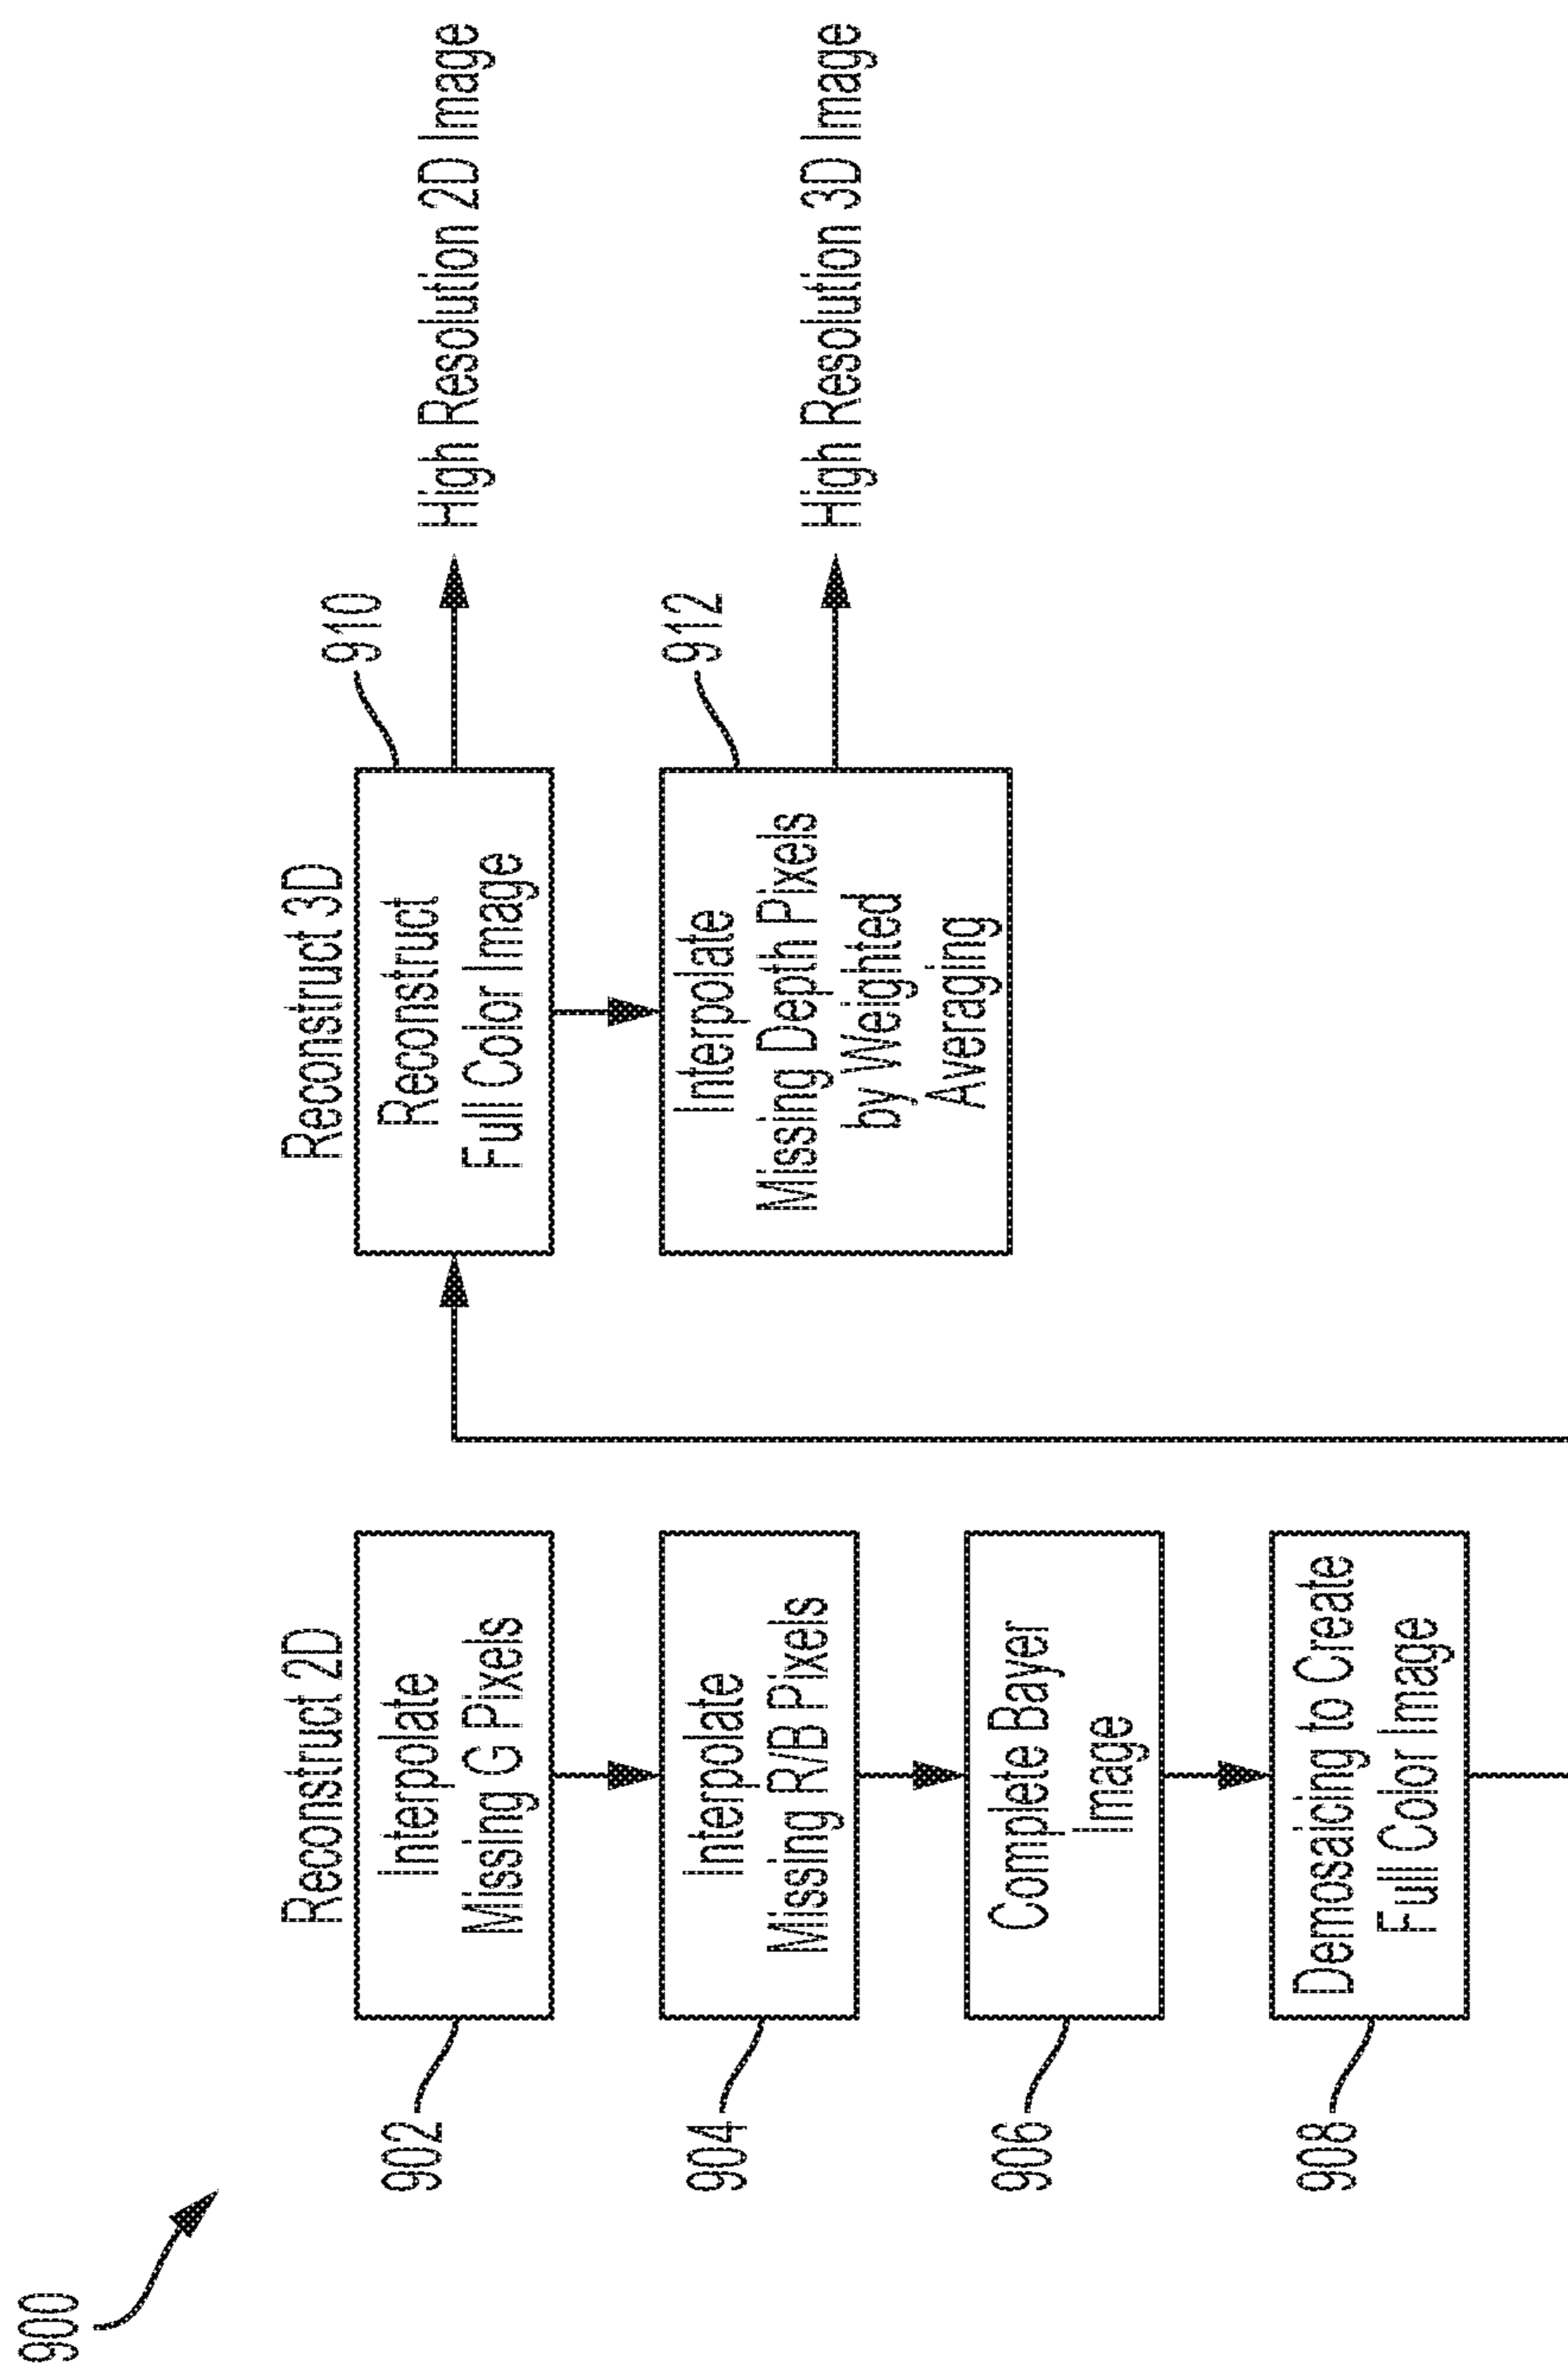 900
Reconstruct 2D
902
Interpolate
Missing G Pixels
904
Interpolate
Missing R/B Pixels
906
Complete Bayer
Image
908
Demosaicing to Create
Full Color Image
Reconstruct 3D
910
Reconstruct
Full Color Image
High Resolution 2D Image
912
Interpolate
Missing Depth Pixels
by Weighted
Averaging
High Resolution 3D Image